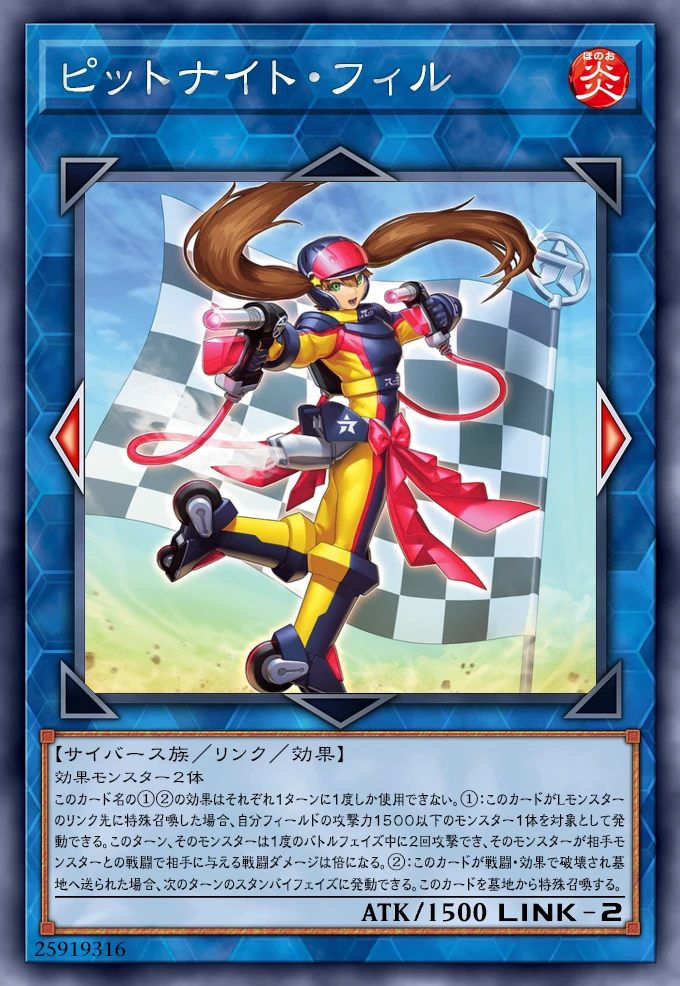 ピットナイト・フィル
ほのお
炎
【サイバース族／リンク／効果】
効果モンスター２体
このカード名の①②の効果はそれぞれ1ターンに1度しか使用できない。①：このカードがLモンスター
のリンク先に特殊召喚した場合、自分フィールドの攻撃力1500以下のモンスター1体を対象として発
動できる。このターン、そのモンスターは1度のバトルフェイズ中に2回攻撃でき、そのモンスターが相手モ
ンスターとの戦闘で相手に与える戦闘ダメージは倍になる。②：このカードが戦闘・効果で破壊され墓
地へ送られた場合、次のターンのスタンバイフェイズに発動できる。このカードを墓地から特殊召喚する。
ATK/1500 LINK-2
25919316